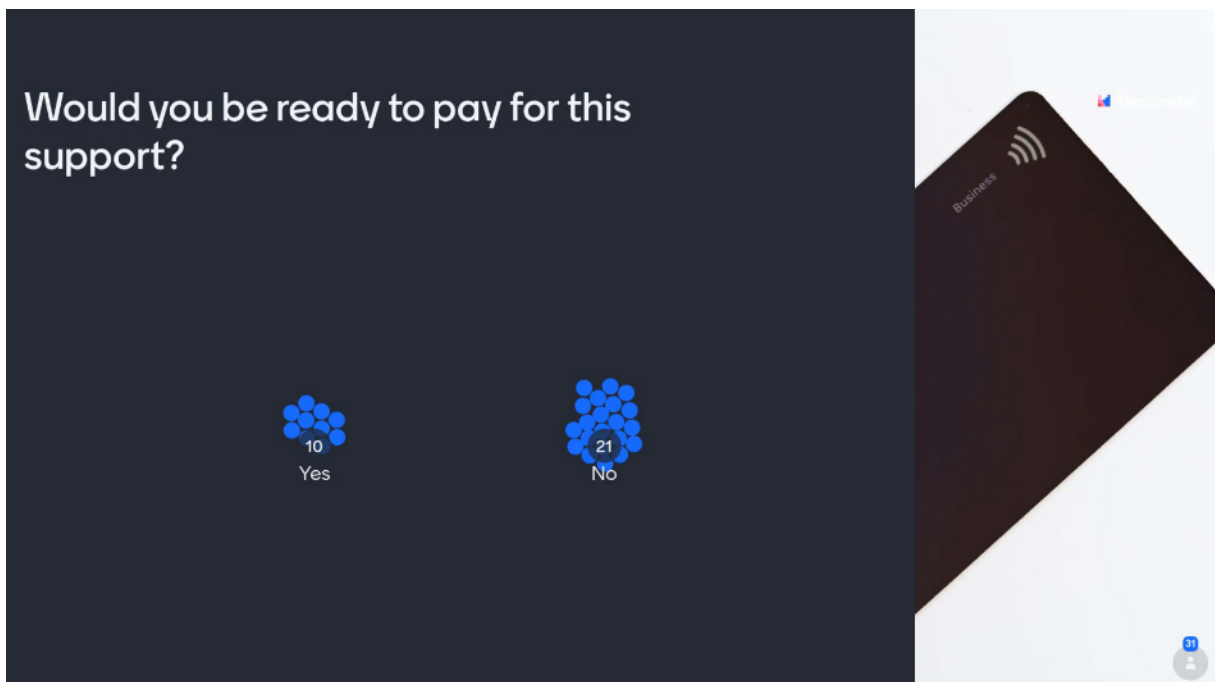 Would you be ready to pay for this
support?
Business
10
Yes
21
No
31